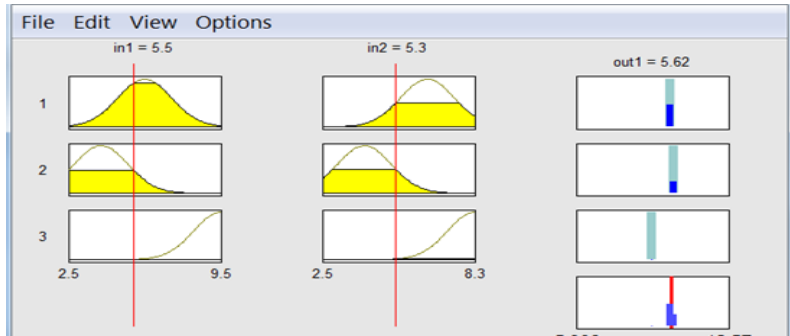 File Edit View Options
in1 = 5.5 in2 = 5.3 out1 = 5.62
1
2
3
2.5 9.5 2.5 8.3